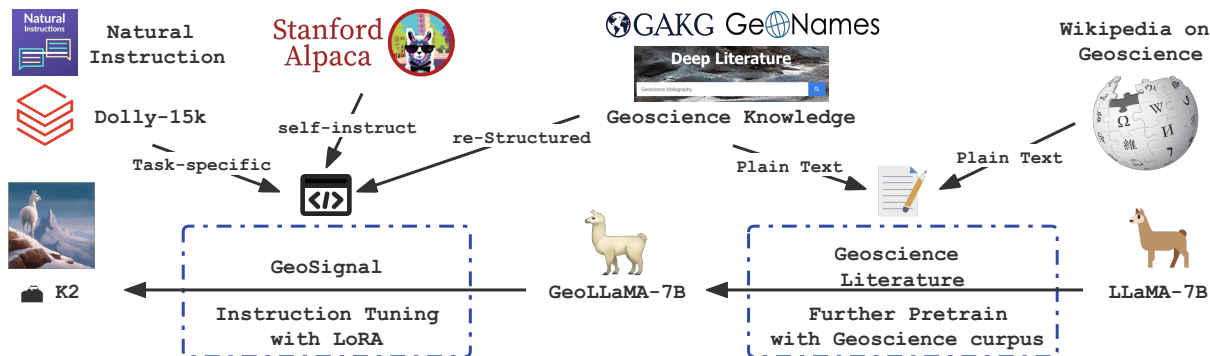 Natural
Instructions
Natural
Instruction
Stanford
Alpaca
GAKG GeoNames
Deep Literature
Geoscience bibliography
Wikipedia on
Geoscience
Dolly-15k
self-instruct
re-Structured
Geoscience Knowledge
Task-specific
Plain Text
Plain Text
Ω W И 維
</>
GeoSignal
Geoscience
Literature
K2
GeoLLaMA-7B
LLaMA-7B
Instruction Tuning
with LoRA
Further Pretrain
with Geoscience curpus